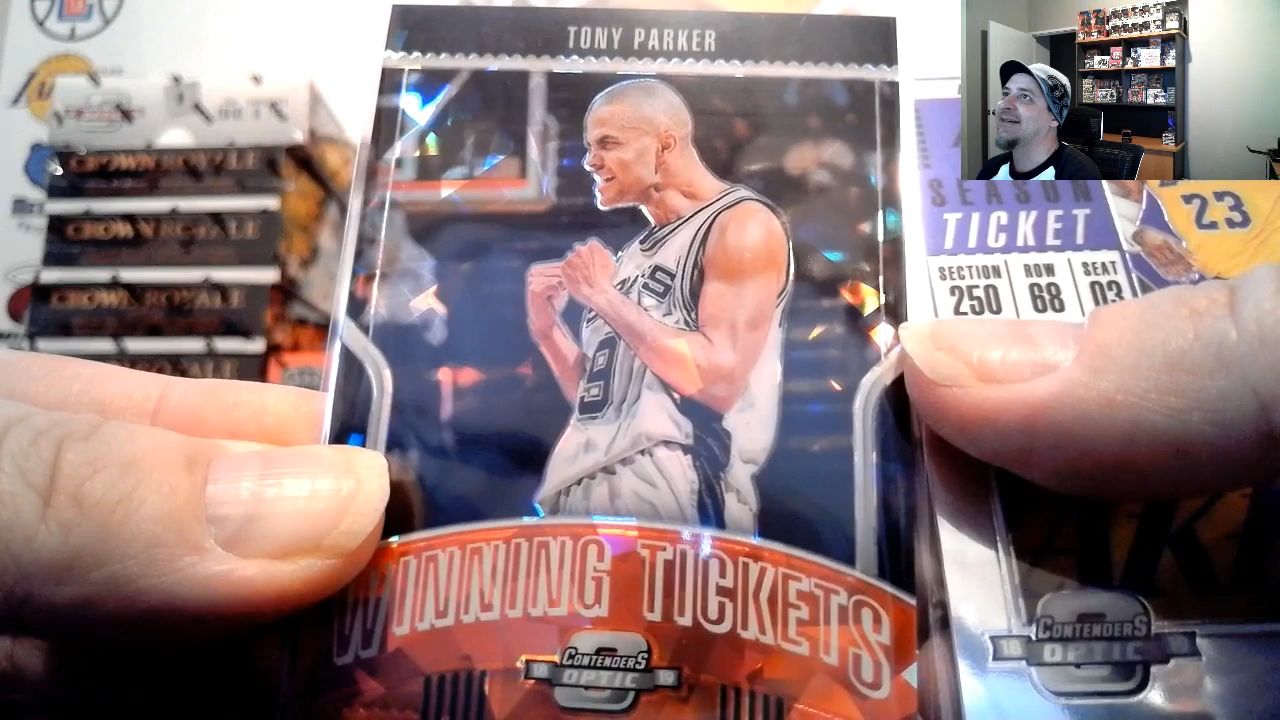 TONY PARKER
9
WINNING TICKETS
CONTENDERS
18 OPTIC 19
CROWN ROYALE
CROWN ROYALE
CROWN ROYALE
SEASON
TICKET
SECTION ROW SEAT
250 68 03
23
CONTENDERS
18 OPTIC